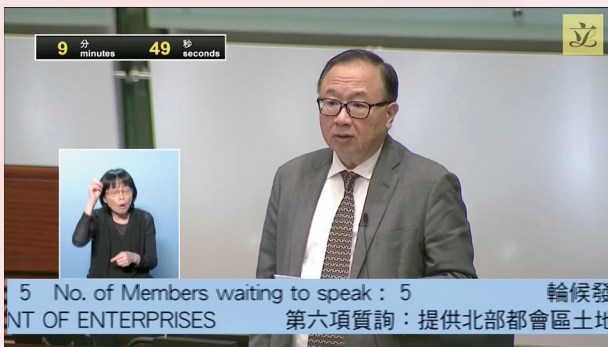 立
9 分 minutes 49 秒 seconds
5 No. of Members waiting to speak : 5 輪候發
NT OF ENTERPRISES 第六項質詢：提供北部都會區土地